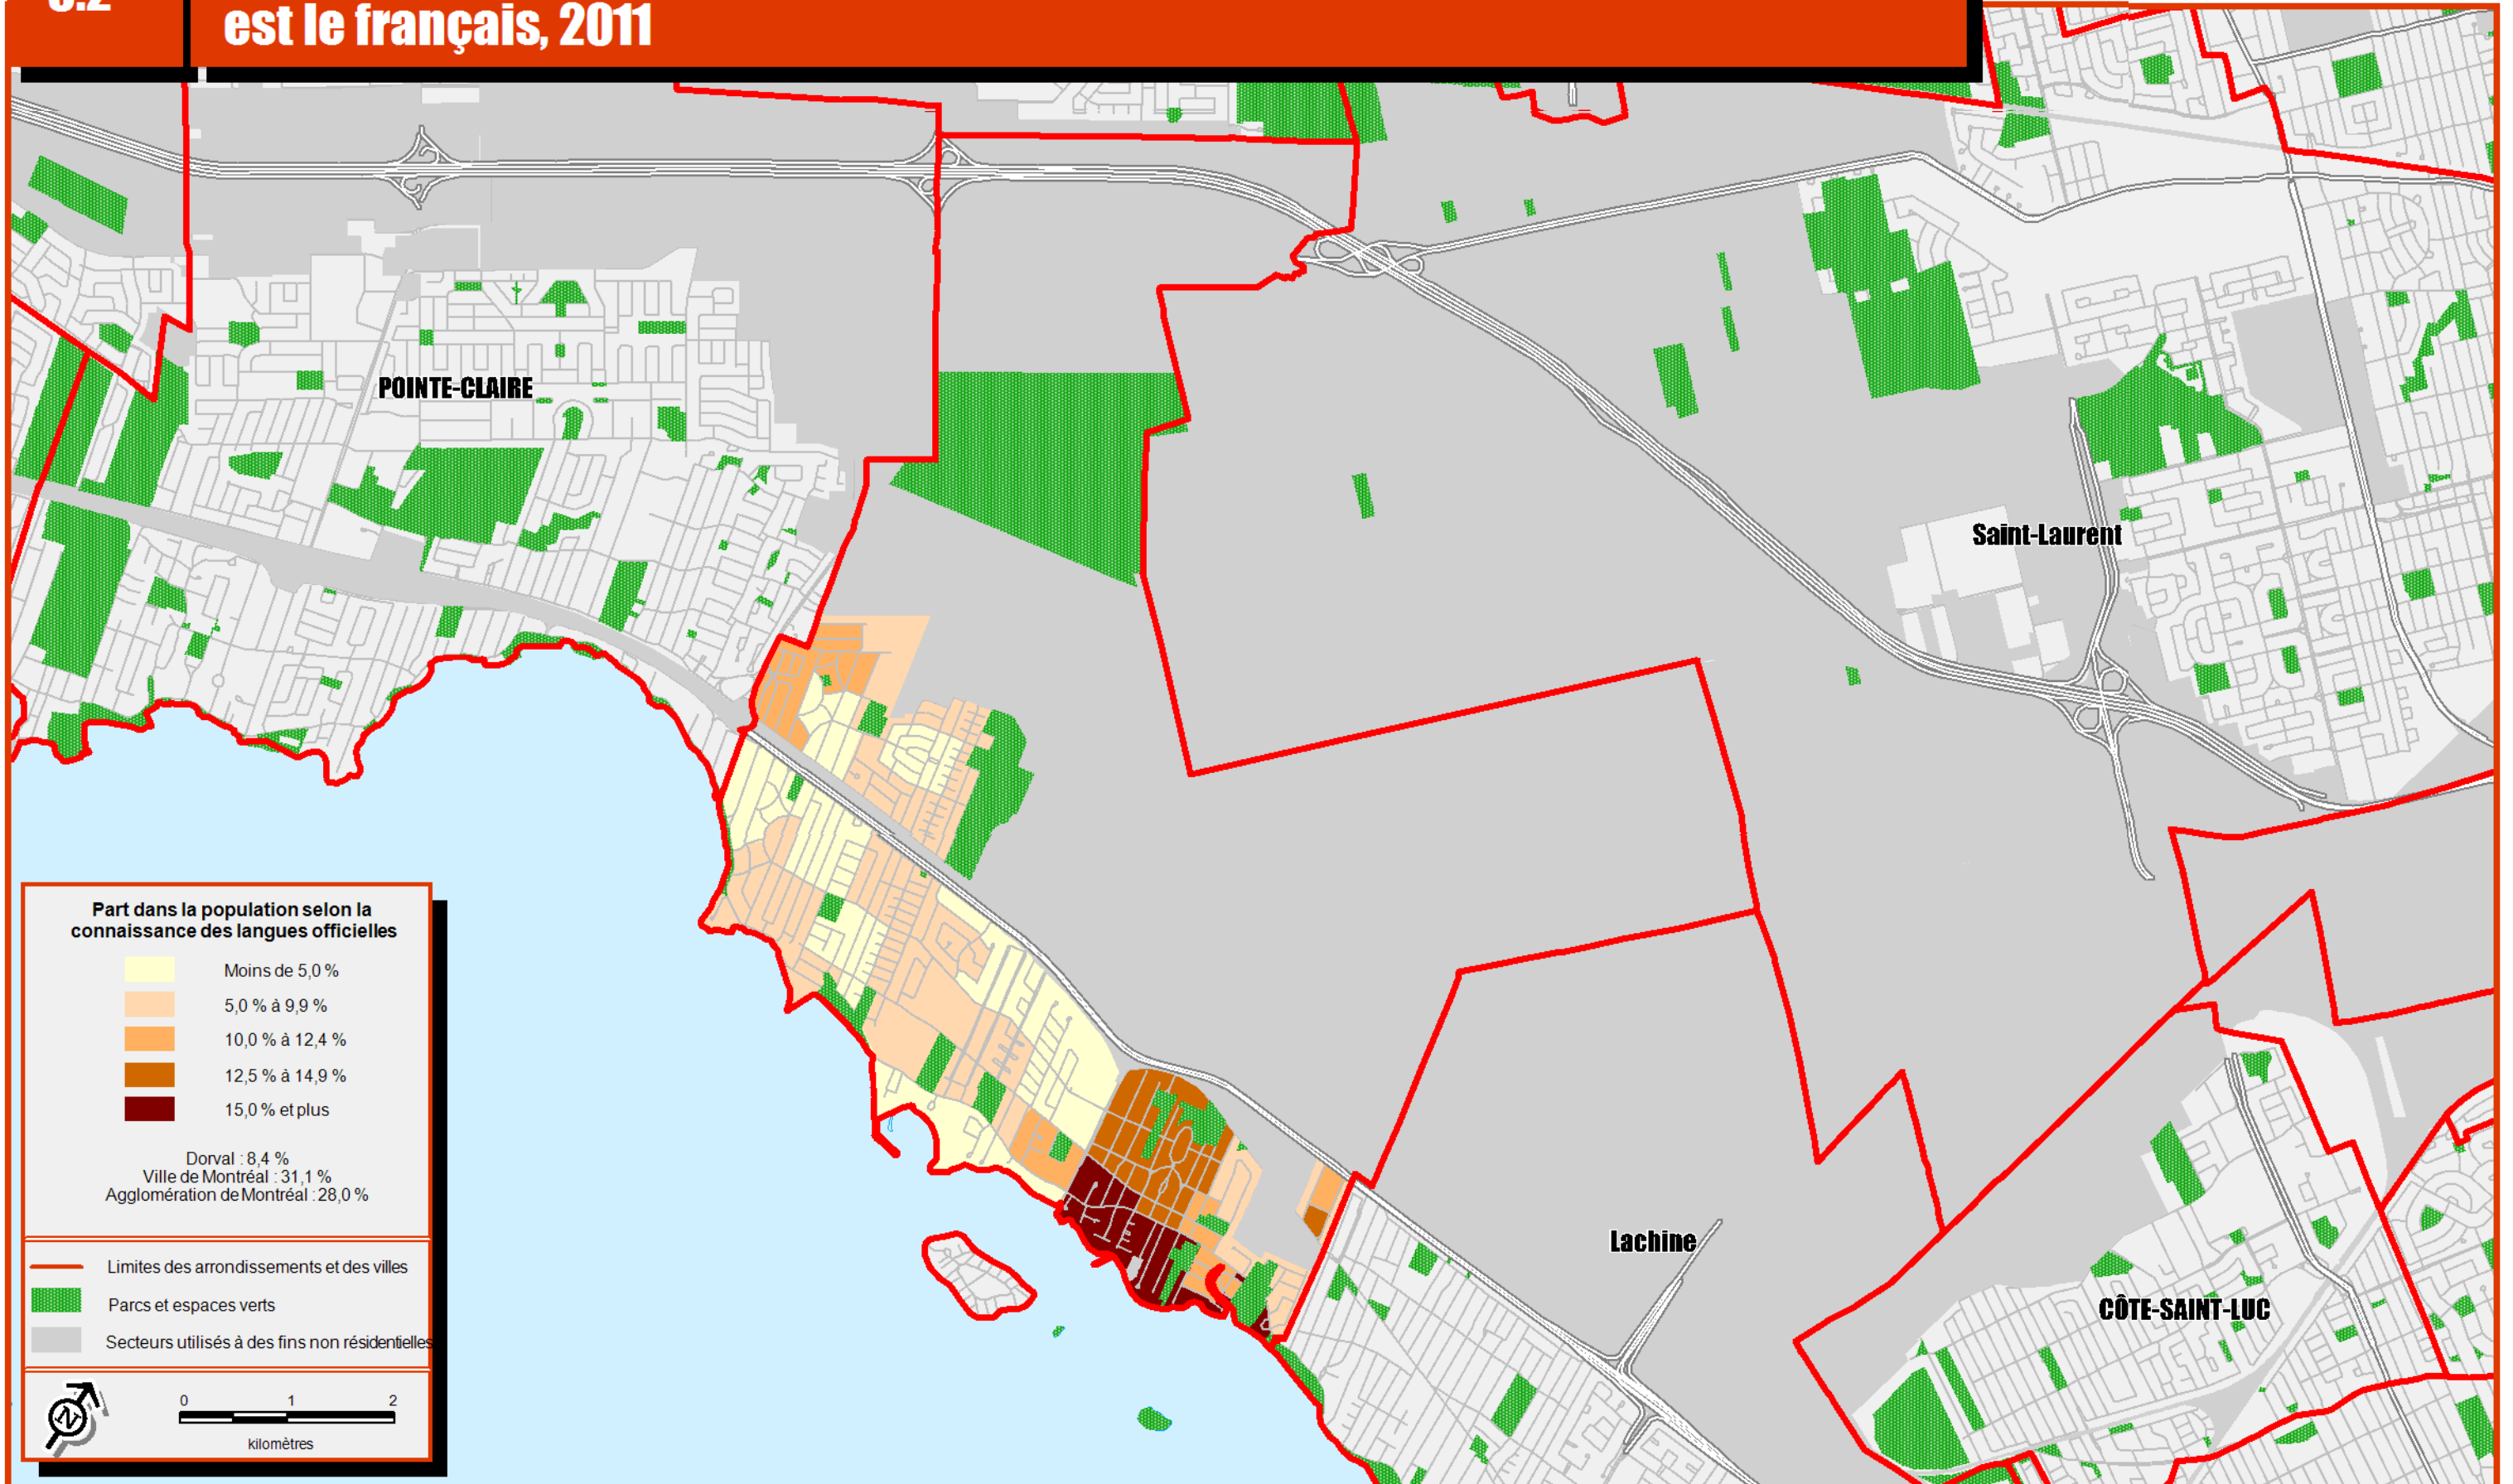 est le français, 2011
POINTE-CLAIRE
Saint-Laurent
Lachine
CÔTE-SAINT-LUC
Part dans la population selon la
connaissance des langues officielles
Moins de 5,0 %
5,0 % à 9,9 %
10,0 % à 12,4 %
12,5 % à 14,9 %
15,0 % et plus
Dorval : 8,4 %
Ville de Montréal : 31,1 %
Agglomération de Montréal : 28,0 %
Limites des arrondissements et des villes
Parcs et espaces verts
Secteurs utilisés à des fins non résidentielles
N
0 1 2
kilomètres